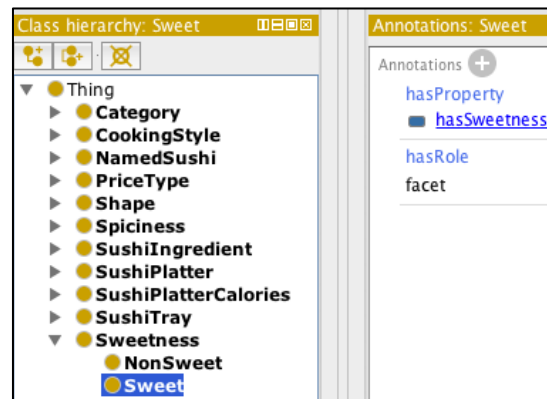 Class hierarchy: Sweet
Thing
Category
CookingStyle
NamedSushi
PriceType
Shape
Spiciness
SushiIngredient
SushiPlatter
SushiPlatterCalories
SushiTray
Sweetness
NonSweet
Sweet
Annotations: Sweet
Annotations
hasProperty
hasSweetness
hasRole
facet